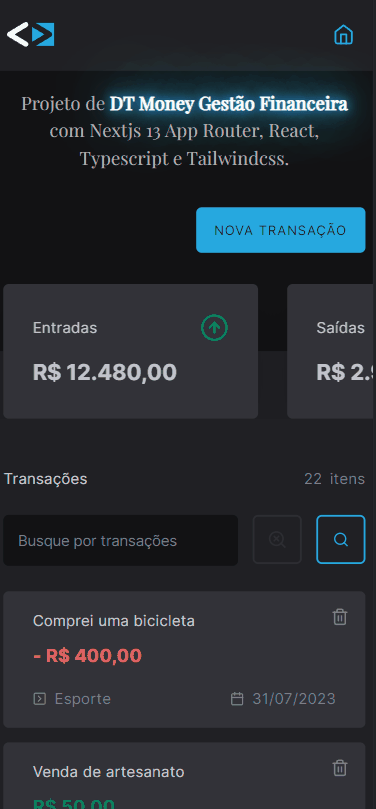 Projeto de DT Money Gestão Financeira
com Nextjs 13 App Router, React,
Typescript e Tailwindcss.
NOVA TRANSAÇÃO
Entradas
R$ 12.480,00
Saídas
R$ 2.
Transações
22 itens
Busque por transações
Comprei uma bicicleta
- R$ 400,00
Esporte
31/07/2023
Venda de artesanato
R$ 50,00